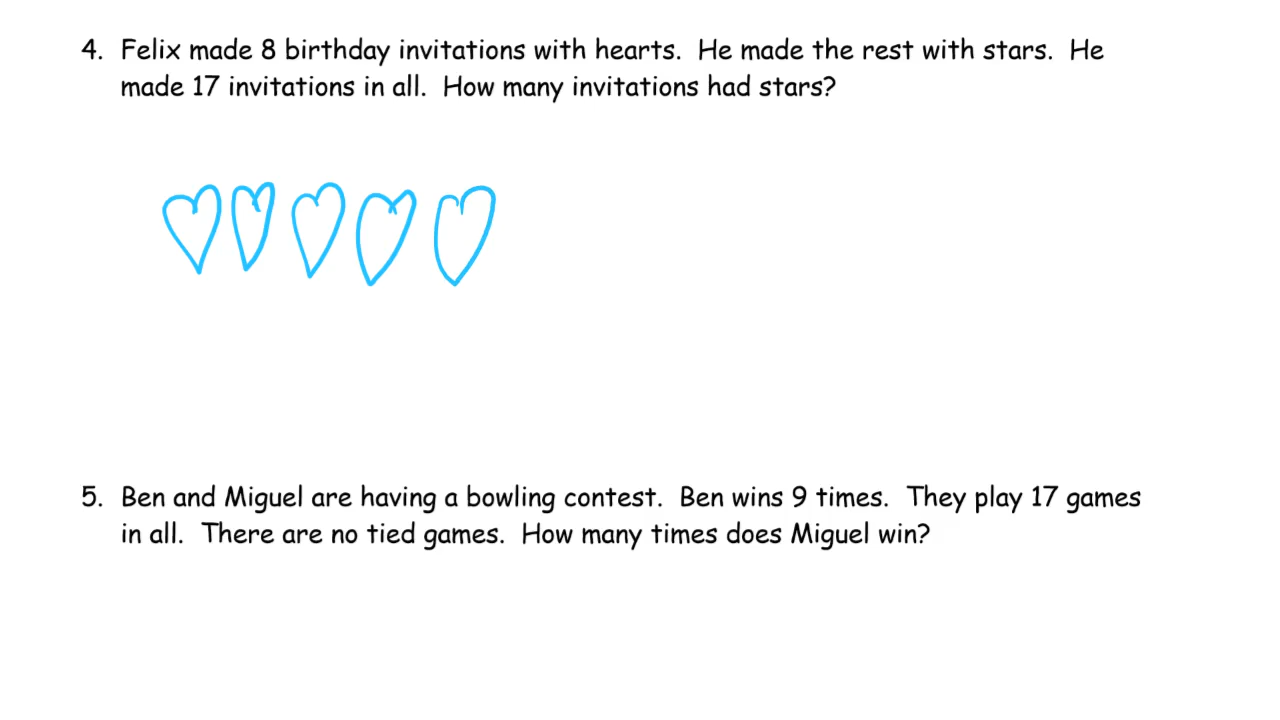 4. Felix made 8 birthday invitations with hearts. He made the rest with stars. He
made 17 invitations in all. How many invitations had stars?
5. Ben and Miguel are having a bowling contest. Ben wins 9 times. They play 17 games
in all. There are no tied games. How many times does Miguel win?